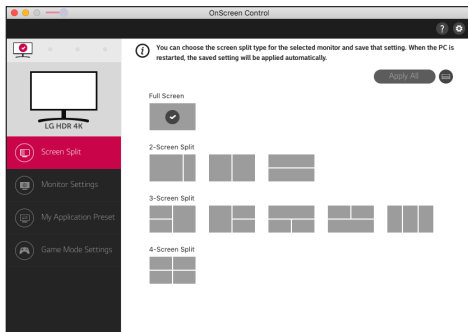 OnScreen Control
?
i
You can choose the screen split type for the selected monitor and save that setting. When the PC is
restarted, the saved setting will be applied automatically.
Apply All
Full Screen
LG HDR 4K
2-Screen Split
Screen Split
Monitor Settings
3-Screen Split
My Application Preset
Game Mode Settings
4-Screen Split